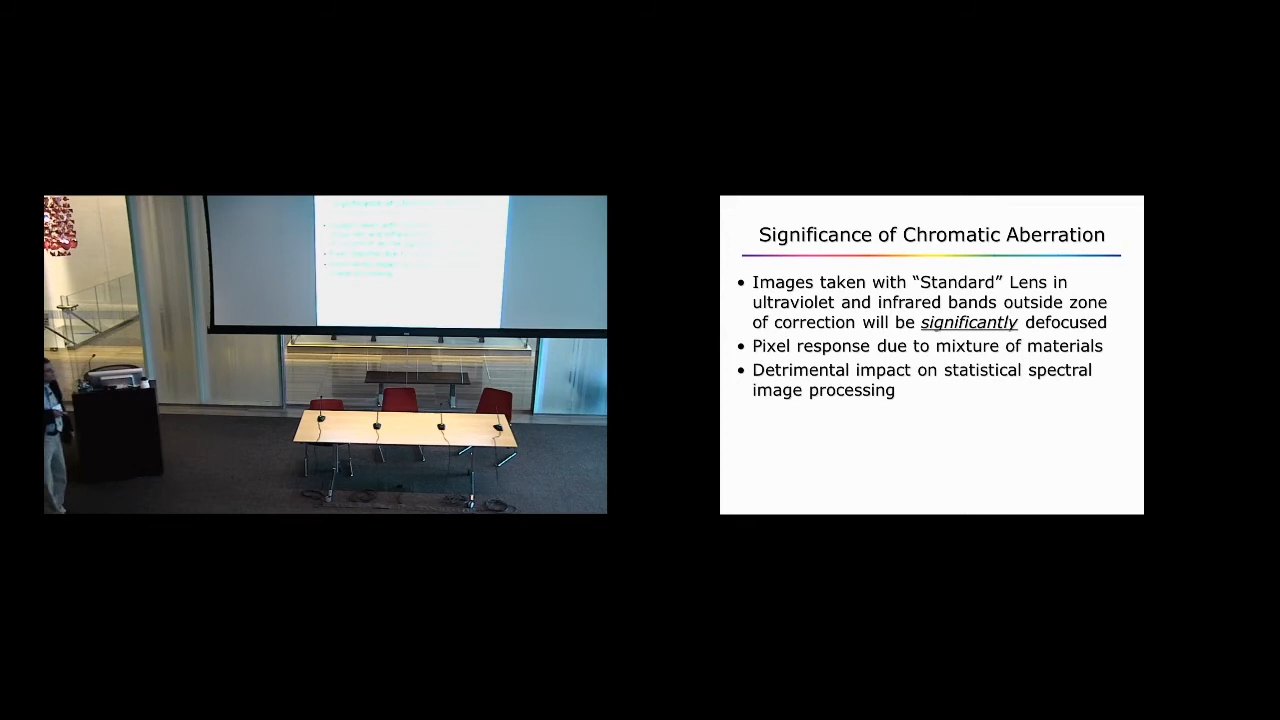 Significance of Chromatic Aberration
• Images taken with “Standard” Lens in
ultraviolet and infrared bands outside zone
of correction will be significantly defocused
• Pixel response due to mixture of materials
• Detrimental impact on statistical spectral
image processing